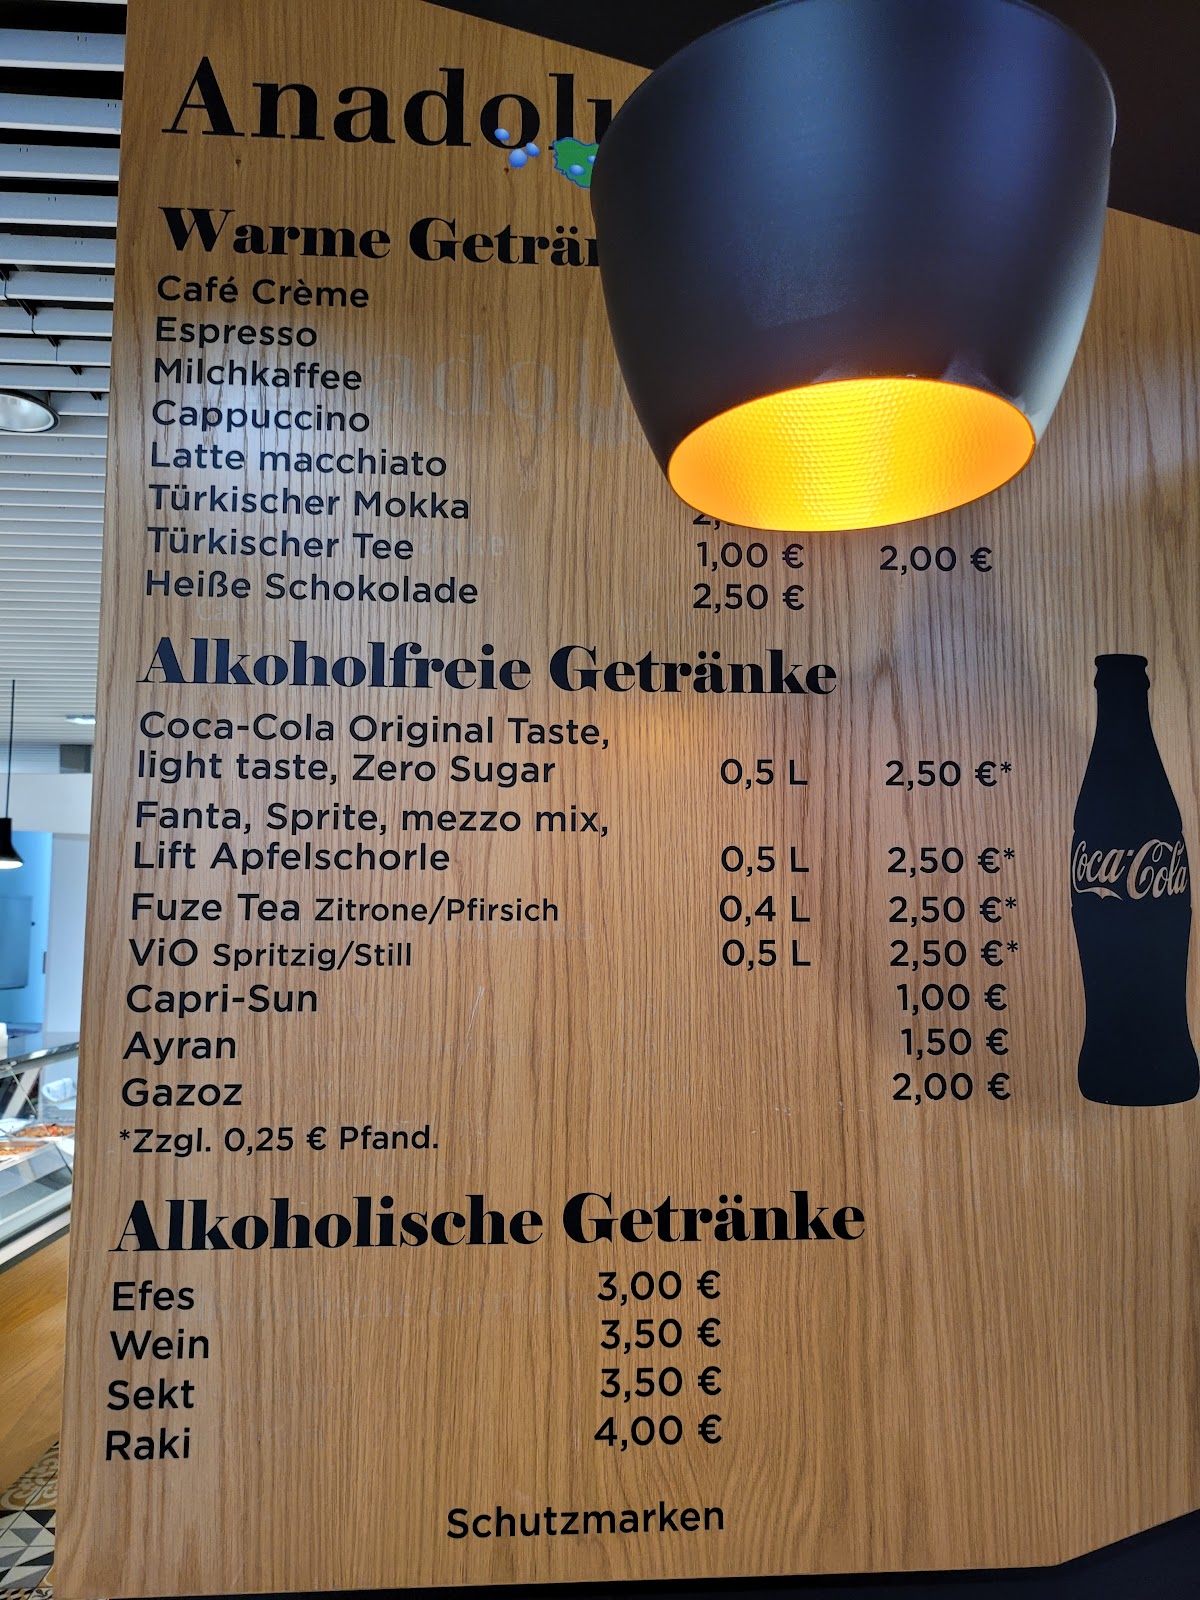 Anadolu
Warme Geträn
Café Crème
Espresso
Milchkaffee
Cappuccino
Latte macchiato
Türkischer Mokka
Türkischer Tee 1,00 € 2,00 €
Heiße Schokolade 2,50 €
Alkoholfreie Getränke
Coca-Cola Original Taste,
light taste, Zero Sugar 0,5 L 2,50 €*
Fanta, Sprite, mezzo mix,
Lift Apfelschorle 0,5 L 2,50 €*
Fuze Tea Zitrone/Pfirsich 0,4 L 2,50 €*
ViO Spritzig/Still 0,5 L 2,50 €*
Capri-Sun 1,00 €
Ayran 1,50 €
Gazoz 2,00 €
*Zzgl. 0,25 € Pfand.
Coca-Cola
Alkoholische Getränke
Efes 3,00 €
Wein 3,50 €
Sekt 3,50 €
Raki 4,00 €
Schutzmarken